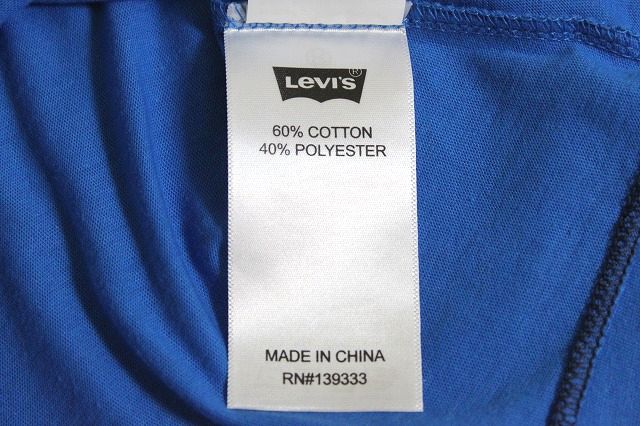 Levi's®
60% COTTON
40% POLYESTER
MADE IN CHINA
RN#139333